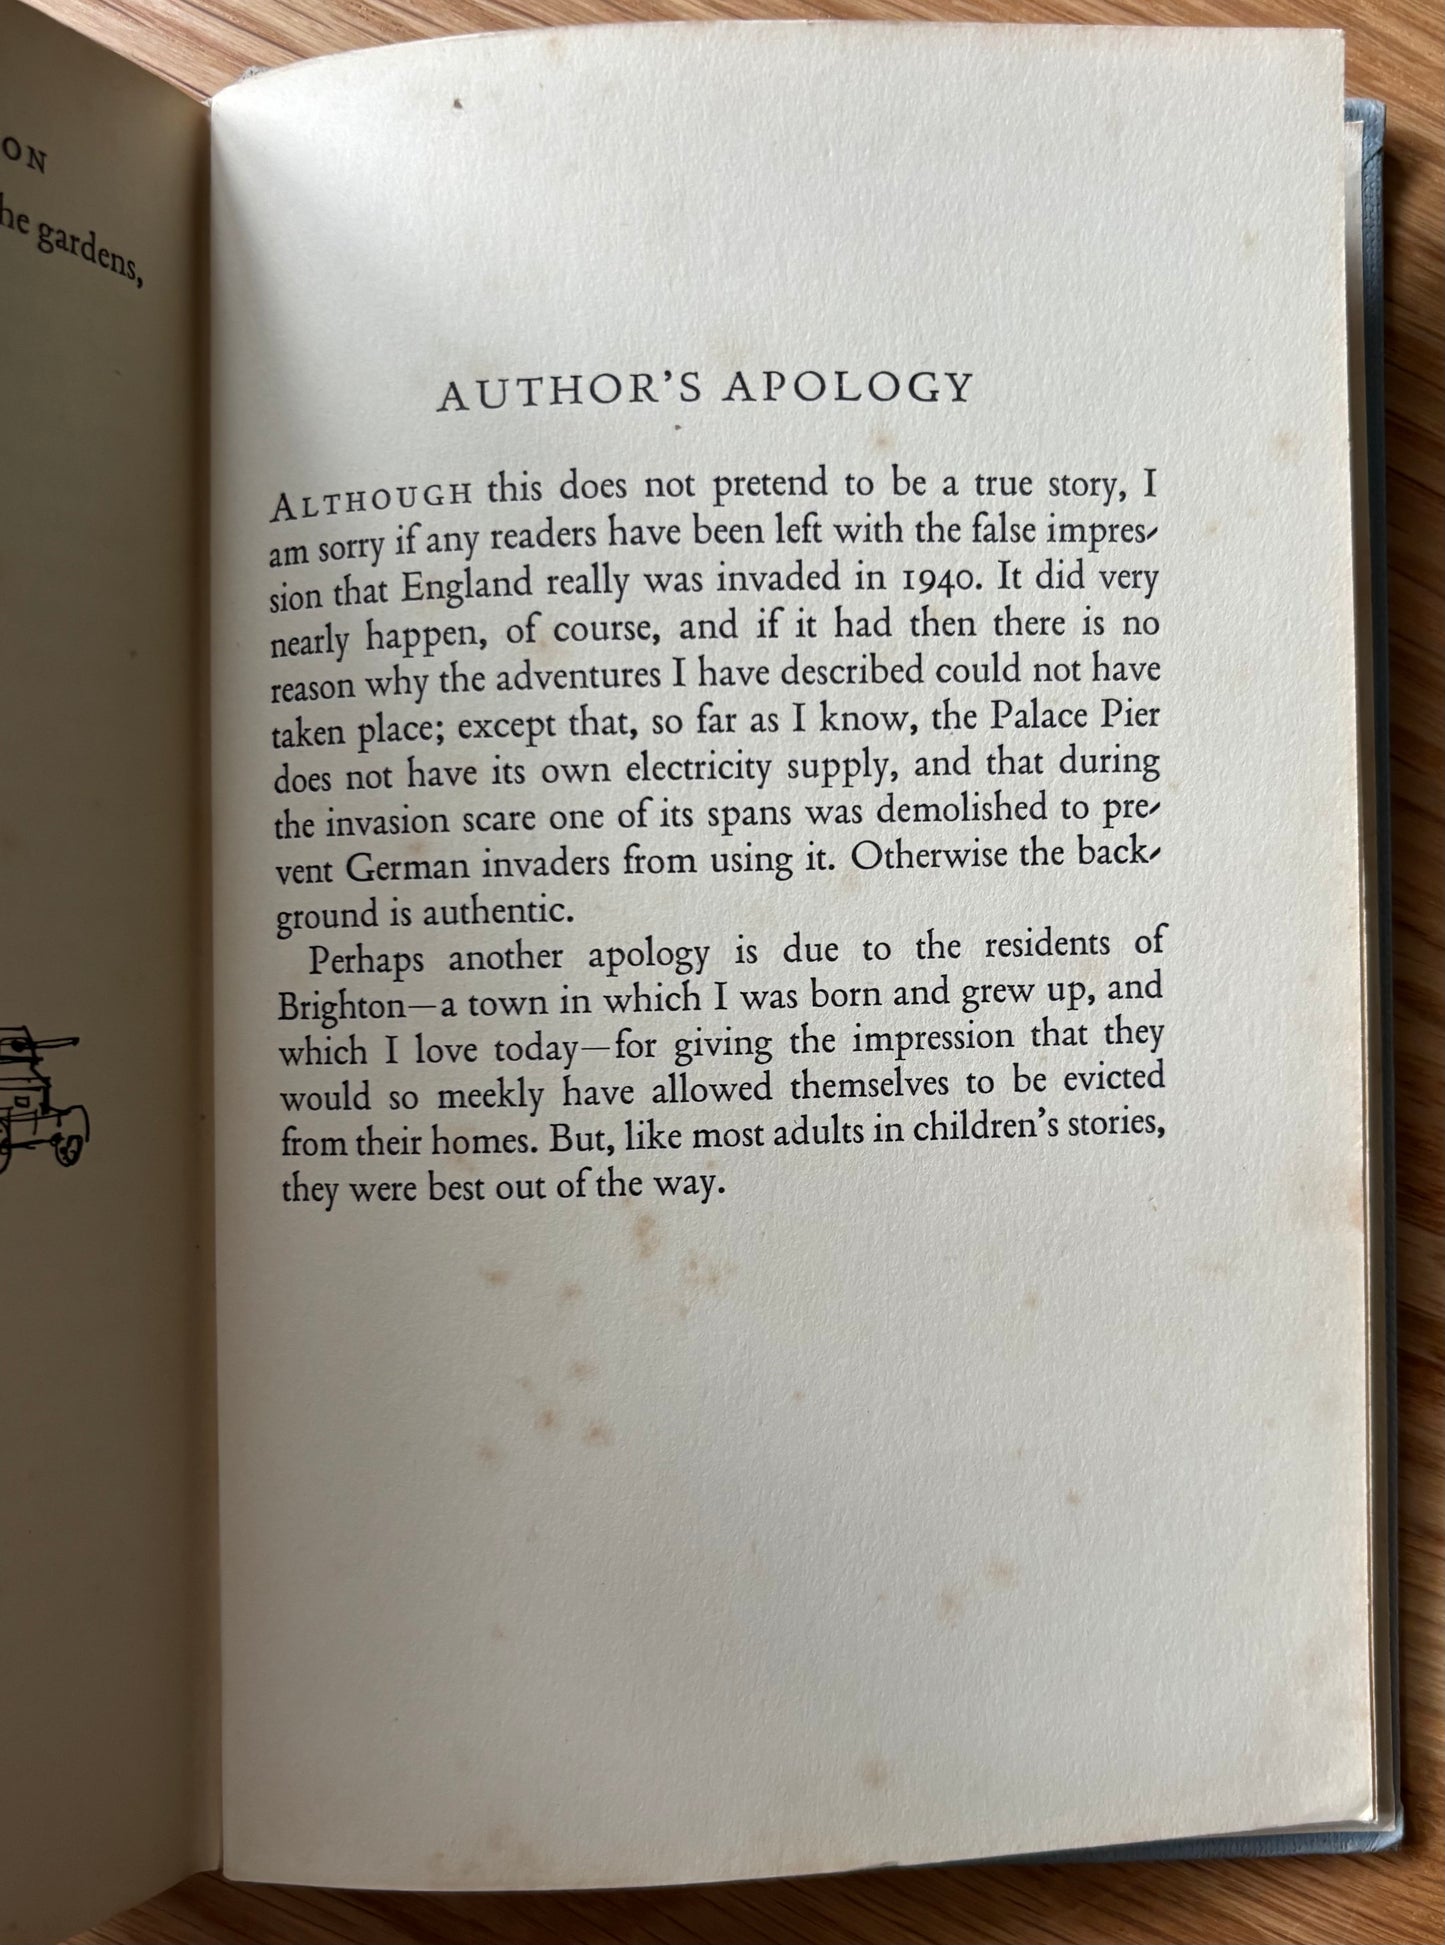 ON
he gardens,
AUTHOR’S APOLOGY
ALTHOUGH this does not pretend to be a true story, I
am sorry if any readers have been left with the false impres-
sion that England really was invaded in 1940. It did very
nearly happen, of course, and if it had then there is no
reason why the adventures I have described could not have
taken place; except that, so far as I know, the Palace Pier
does not have its own electricity supply, and that during
the invasion scare one of its spans was demolished to pre-
vent German invaders from using it. Otherwise the back-
ground is authentic.
Perhaps another apology is due to the residents of
Brighton—a town in which I was born and grew up, and
which I love today—for giving the impression that they
would so meekly have allowed themselves to be evicted
from their homes. But, like most adults in children’s stories,
they were best out of the way.